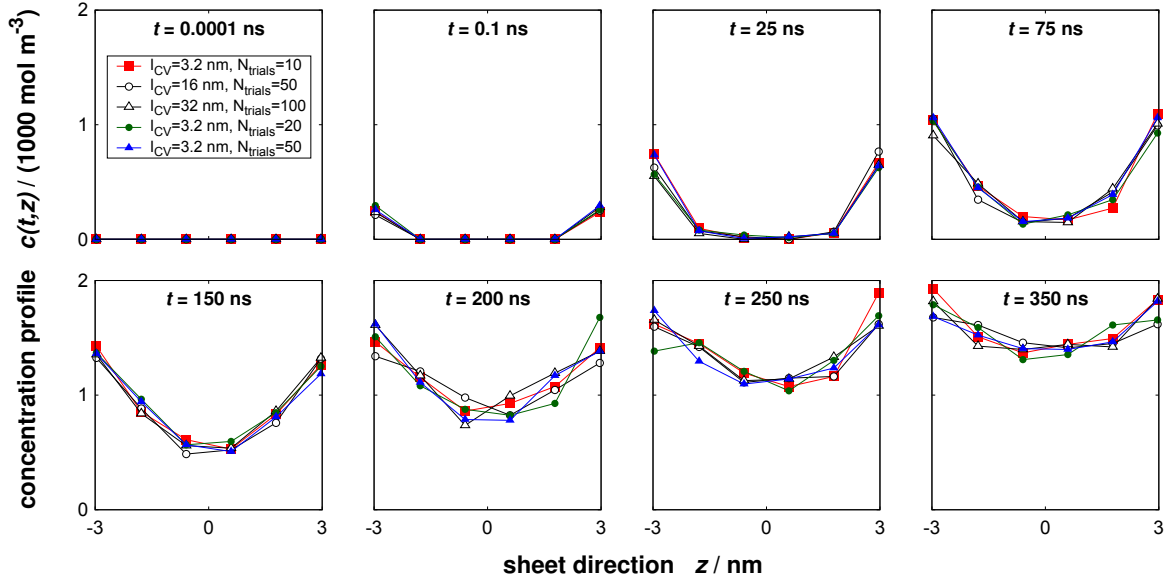 t = 0.0001 ns
t = 0.1 ns
t = 25 ns
t = 75 ns
l_CV=3.2 nm, N_trials=10
l_CV=16 nm, N_trials=50
l_CV=32 nm, N_trials=100
l_CV=3.2 nm, N_trials=20
l_CV=3.2 nm, N_trials=50
2
1
0
t = 150 ns
t = 200 ns
t = 250 ns
t = 350 ns
2
1
0
-3 0 3
-3 0 3
-3 0 3
-3 0 3
concentration profile c(t,z) / (1000 mol m⁻³)
sheet direction z / nm